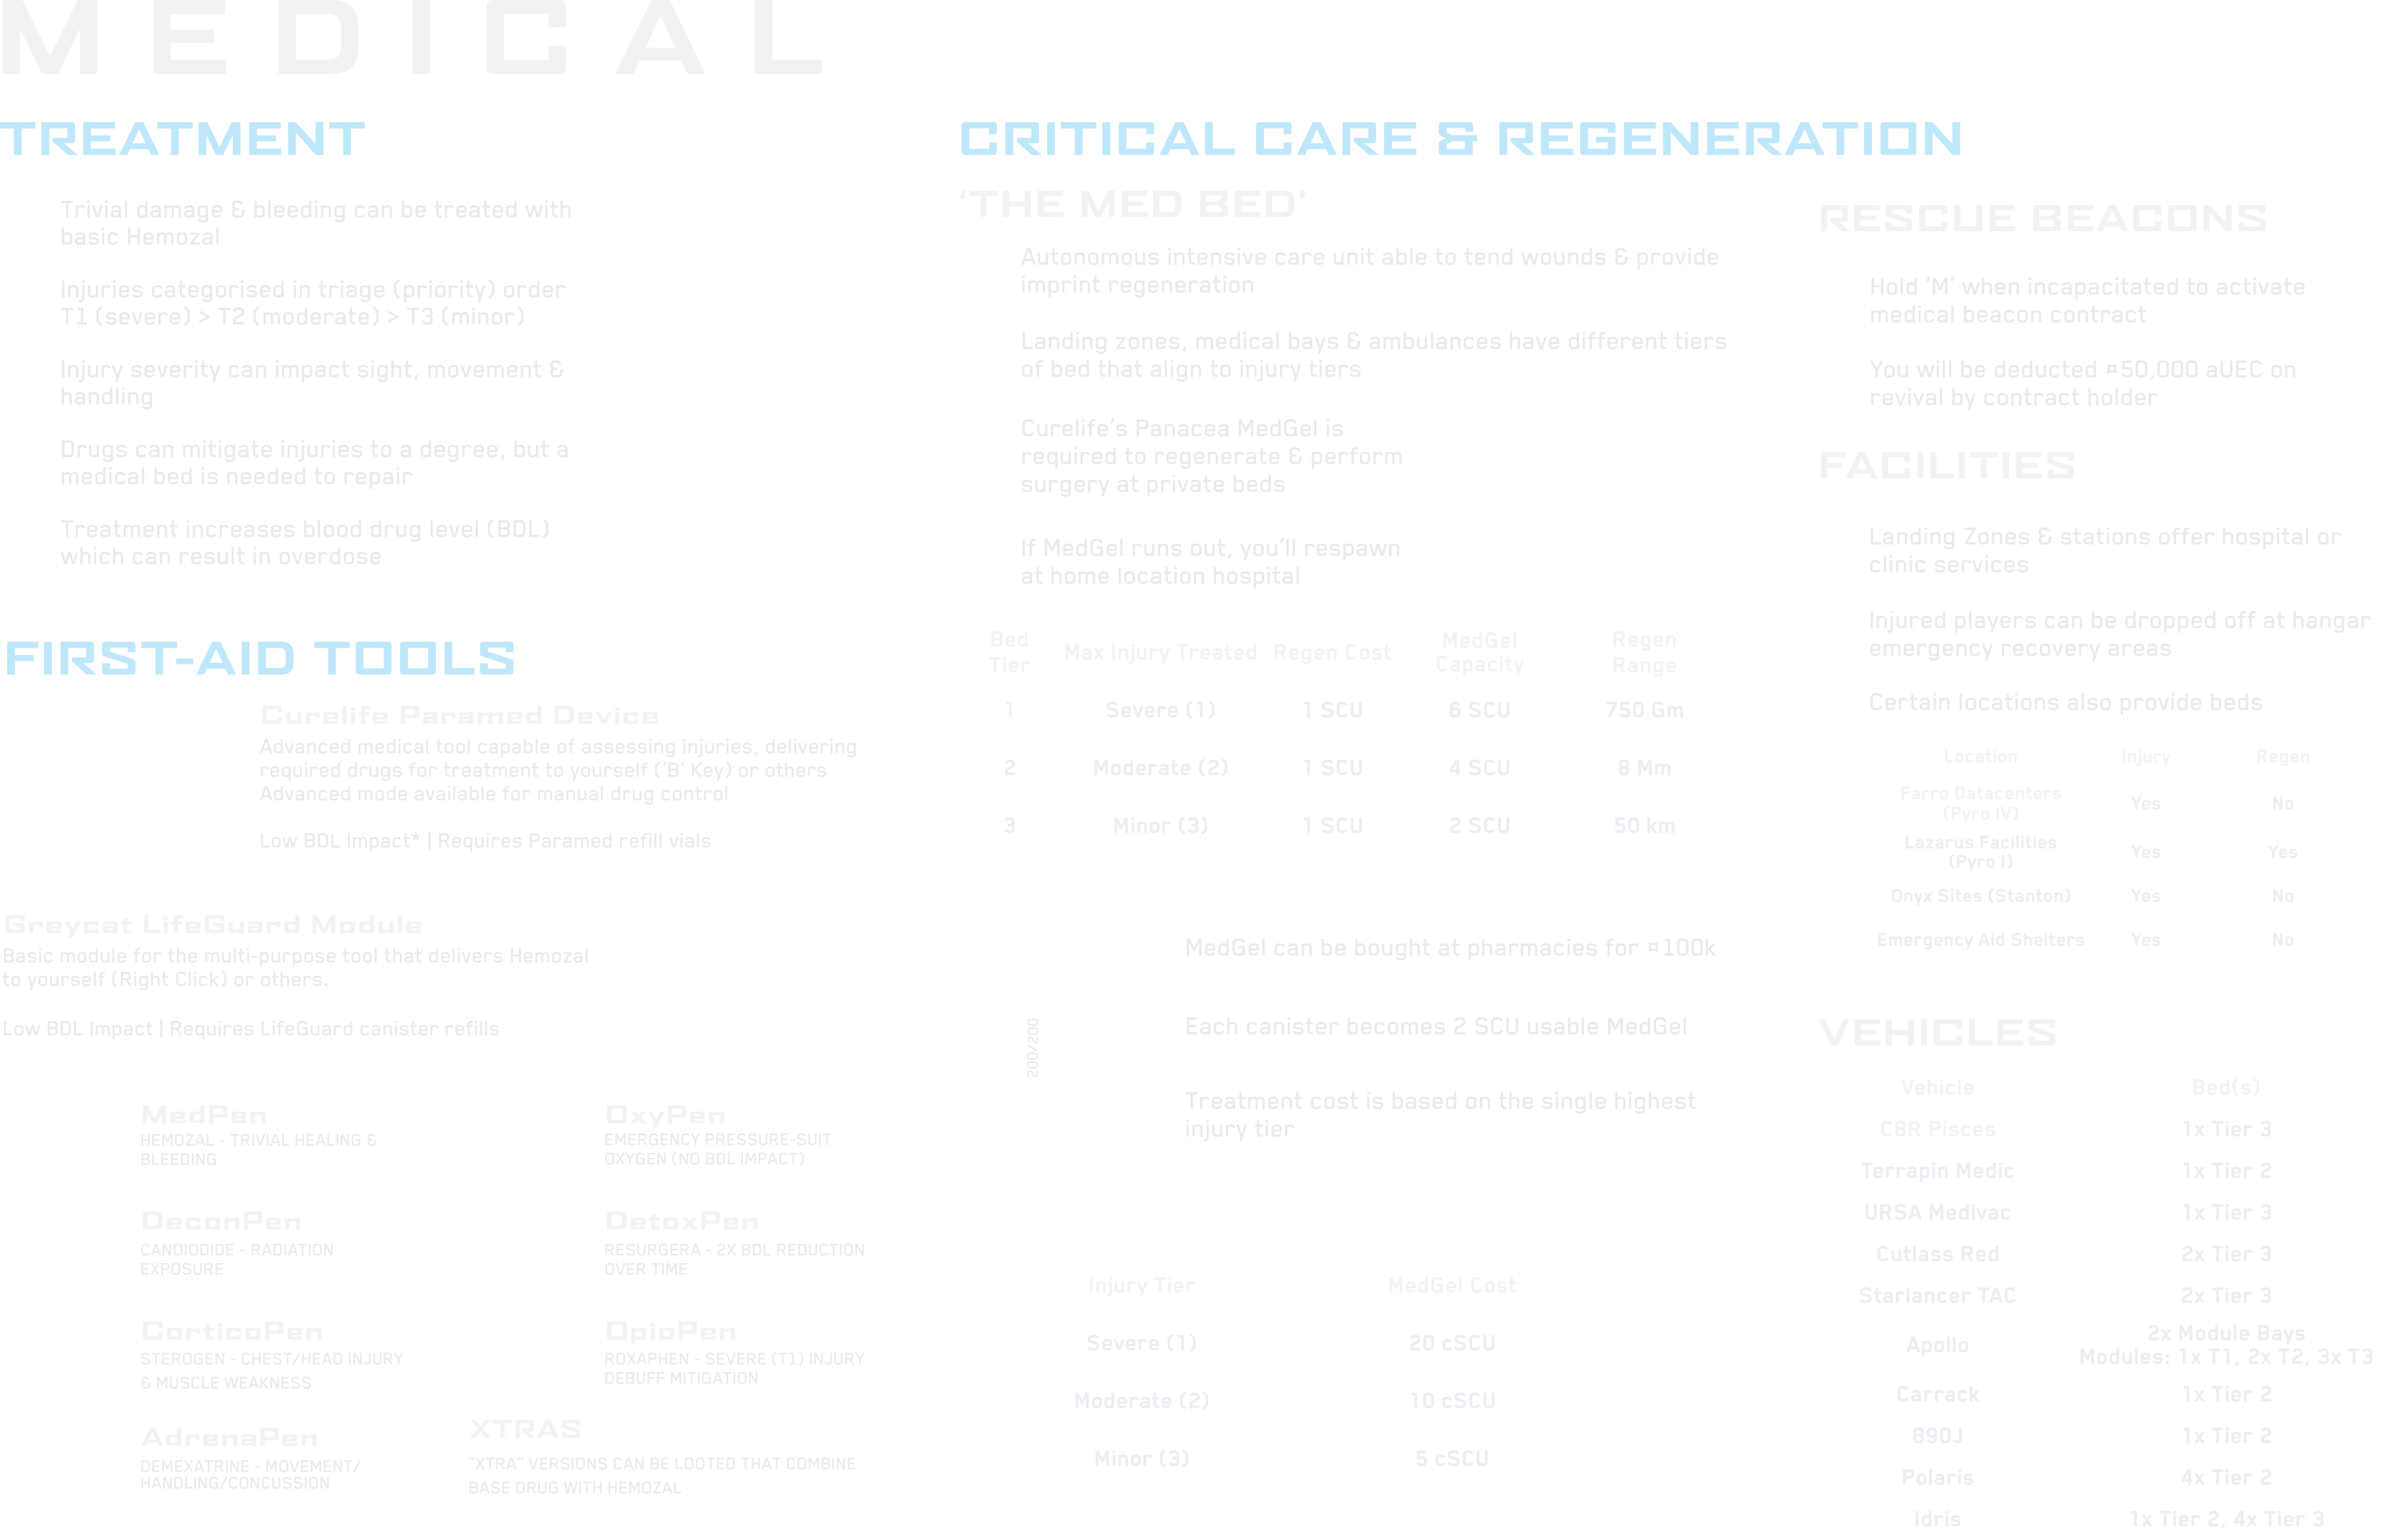 MEDICAL
TREATMENT
Trivial damage & bleeding can be treated with
basic Hemozal
Injuries categorised in triage (priority) order
T1 (severe) > T2 (moderate) > T3 (minor)
Injury severity can impact sight, movement &
handling
Drugs can mitigate injuries to a degree, but a
medical bed is needed to repair
Treatment increases blood drug level (BDL)
which can result in overdose
FIRST-AID TOOLS
Curelife Paramed Device
Advanced medical tool capable of assessing injuries, delivering
required drugs for treatment to yourself ('B' Key) or others
Advanced mode available for manual drug control
Low BDL Impact* | Requires Paramed refill vials
Greycat LifeGuard Module
Basic module for the multi-purpose tool that delivers Hemozal
to yourself (Right Click) or others.
Low BDL Impact | Requires LifeGuard canister refills
MedPen
HEMOZAL - TRIVIAL HEALING &
BLEEDING
OxyPen
EMERGENCY PRESSURE-SUIT
OXYGEN (NO BDL IMPACT)
DeconPen
CANOIODIDE - RADIATION
EXPOSURE
DetoxPen
RESURGERA - 2X BDL REDUCTION
OVER TIME
CorticoPen
STEROGEN - CHEST/HEAD INJURY
& MUSCLE WEAKNESS
OpioPen
ROXAPHEN - SEVERE (T1) INJURY
DEBUFF MITIGATION
AdrenaPen
DEMEXATRINE - MOVEMENT/
HANDLING/CONCUSSION
XTRAS
"XTRA" VERSIONS CAN BE LOOTED THAT COMBINE
BASE DRUG WITH HEMOZAL
CRITICAL CARE & REGENERATION
'THE MED BED'
Autonomous intensive care unit able to tend wounds & provide
imprint regeneration
Landing zones, medical bays & ambulances have different tiers
of bed that align to injury tiers
Curelife's Panacea MedGel is
required to regenerate & perform
surgery at private beds
If MedGel runs out, you'll respawn
at home location hospital
Bed Tier Max Injury Treated Regen Cost MedGel Capacity Regen Range
1 Severe (1) 1 SCU 6 SCU 750 Gm
2 Moderate (2) 1 SCU 4 SCU 8 Mm
3 Minor (3) 1 SCU 2 SCU 50 km
MedGel can be bought at pharmacies for ¤100k
200/200
Each canister becomes 2 SCU usable MedGel
Treatment cost is based on the single highest
injury tier
Injury Tier MedGel Cost
Severe (1) 20 cSCU
Moderate (2) 10 cSCU
Minor (3) 5 cSCU
RESCUE BEACONS
Hold 'M' when incapacitated to activate
medical beacon contract
You will be deducted ¤50,000 aUEC on
revival by contract holder
FACILITIES
Landing Zones & stations offer hospital or
clinic services
Injured players can be dropped off at hangar
emergency recovery areas
Certain locations also provide beds
Location Injury Regen
Farro Datacenters
(Pyro IV) Yes No
Lazarus Facilities
(Pyro I) Yes Yes
Onyx Sites (Stanton) Yes No
Emergency Aid Shelters Yes No
VEHICLES
Vehicle Bed(s)
C8R Pisces 1x Tier 3
Terrapin Medic 1x Tier 2
URSA Medivac 1x Tier 3
Cutlass Red 2x Tier 3
Starlancer TAC 2x Tier 3
Apollo 2x Module Bays
Modules: 1x T1, 2x T2, 3x T3
Carrack 1x Tier 2
890J 1x Tier 2
Polaris 4x Tier 2
Idris 1x Tier 2, 4x Tier 3